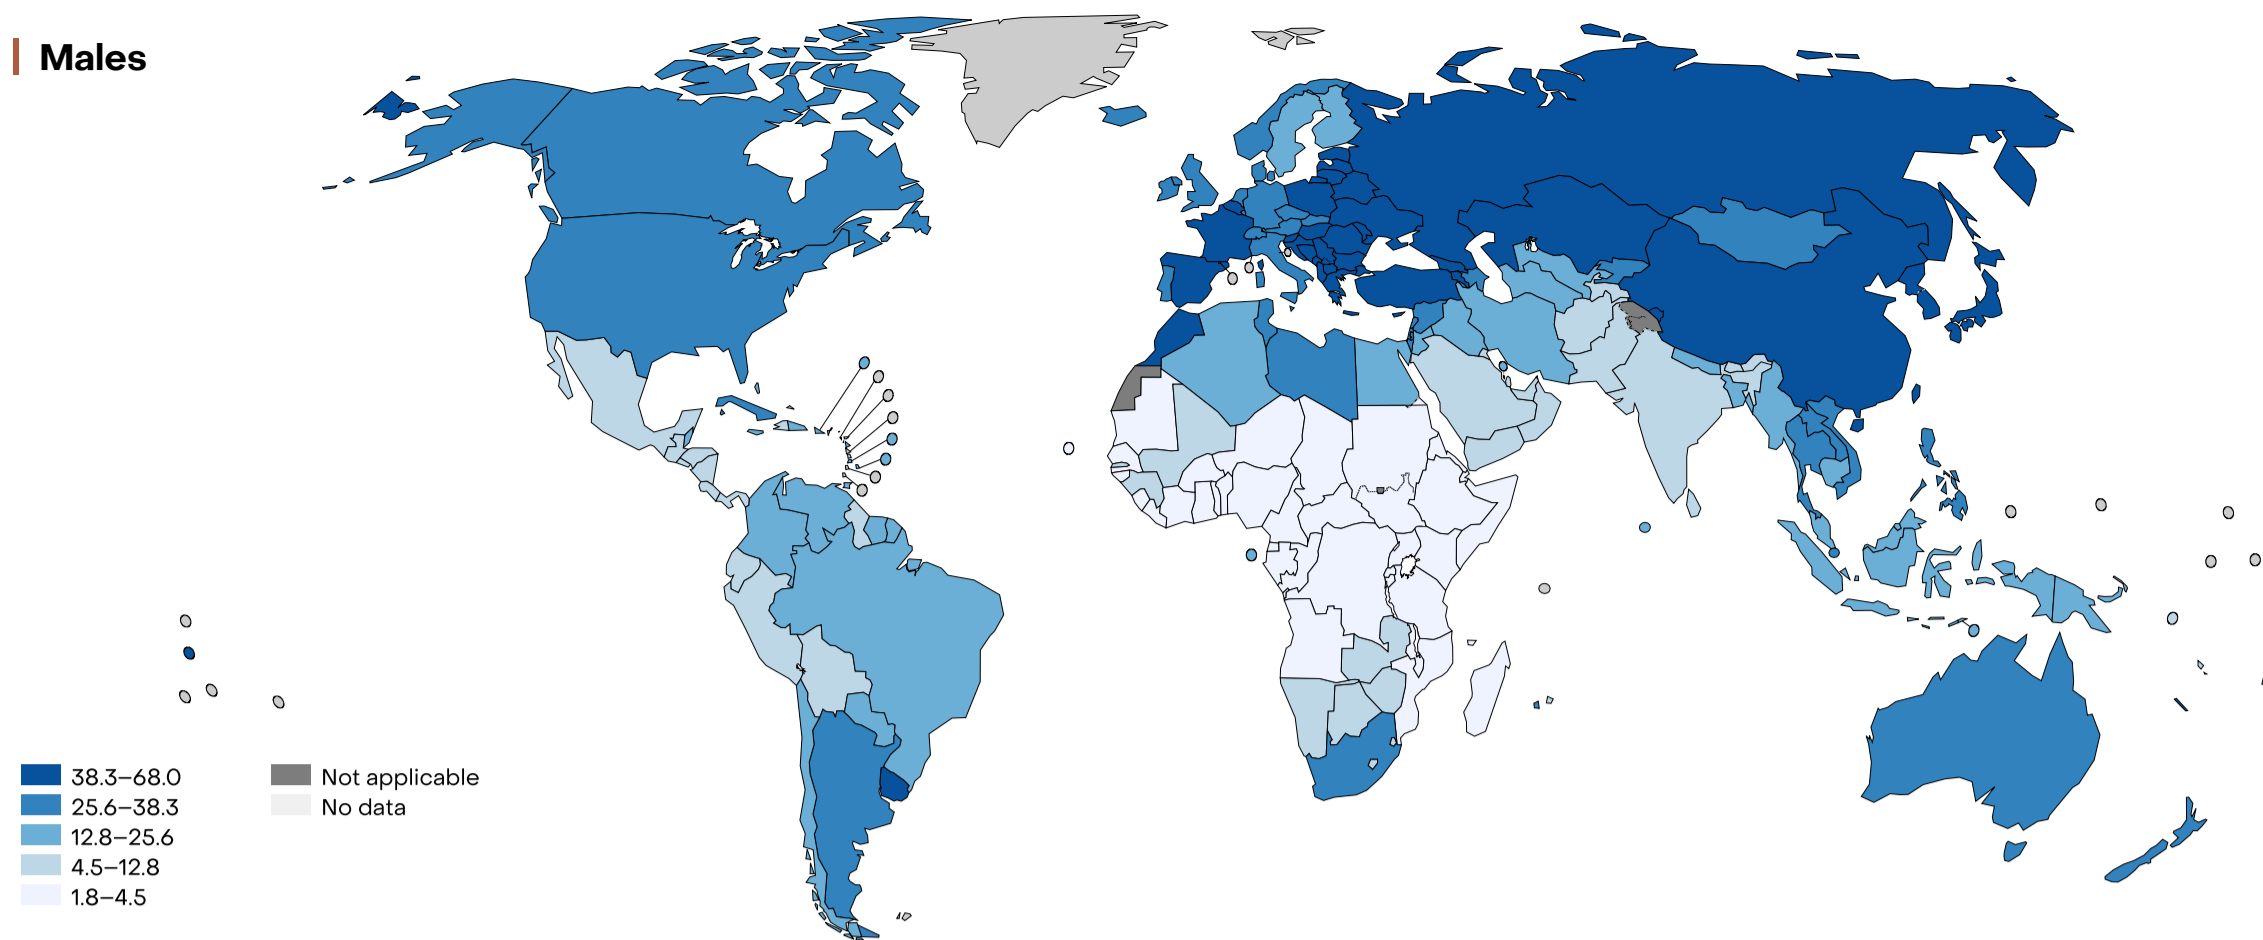 Males
38.3–68.0
25.6–38.3
12.8–25.6
4.5–12.8
1.8–4.5
Not applicable
No data